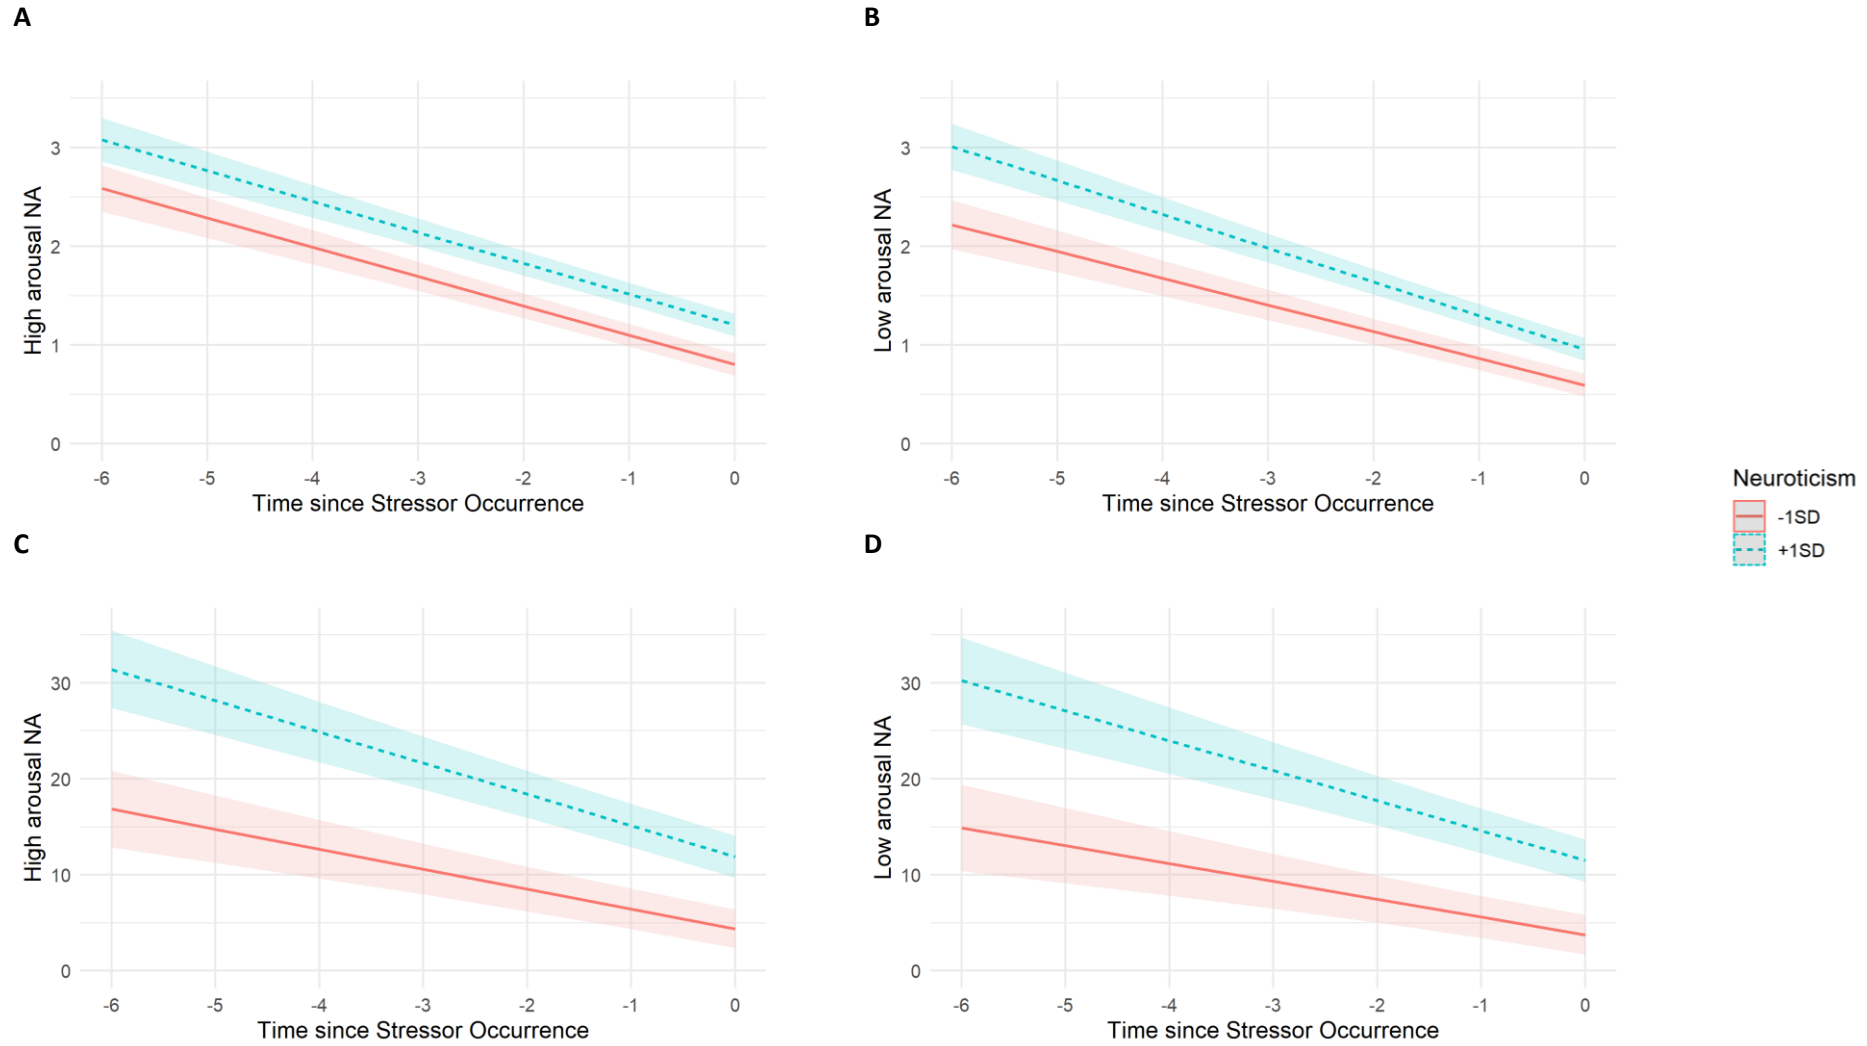 A
B
High arousal NA
3
2
1
0
-6 -5 -4 -3 -2 -1 0
Time since Stressor Occurrence
Low arousal NA
3
2
1
0
-6 -5 -4 -3 -2 -1 0
Time since Stressor Occurrence
Neuroticism
-1SD
+1SD
C
D
High arousal NA
30
20
10
0
-6 -5 -4 -3 -2 -1 0
Time since Stressor Occurrence
Low arousal NA
30
20
10
0
-6 -5 -4 -3 -2 -1 0
Time since Stressor Occurrence